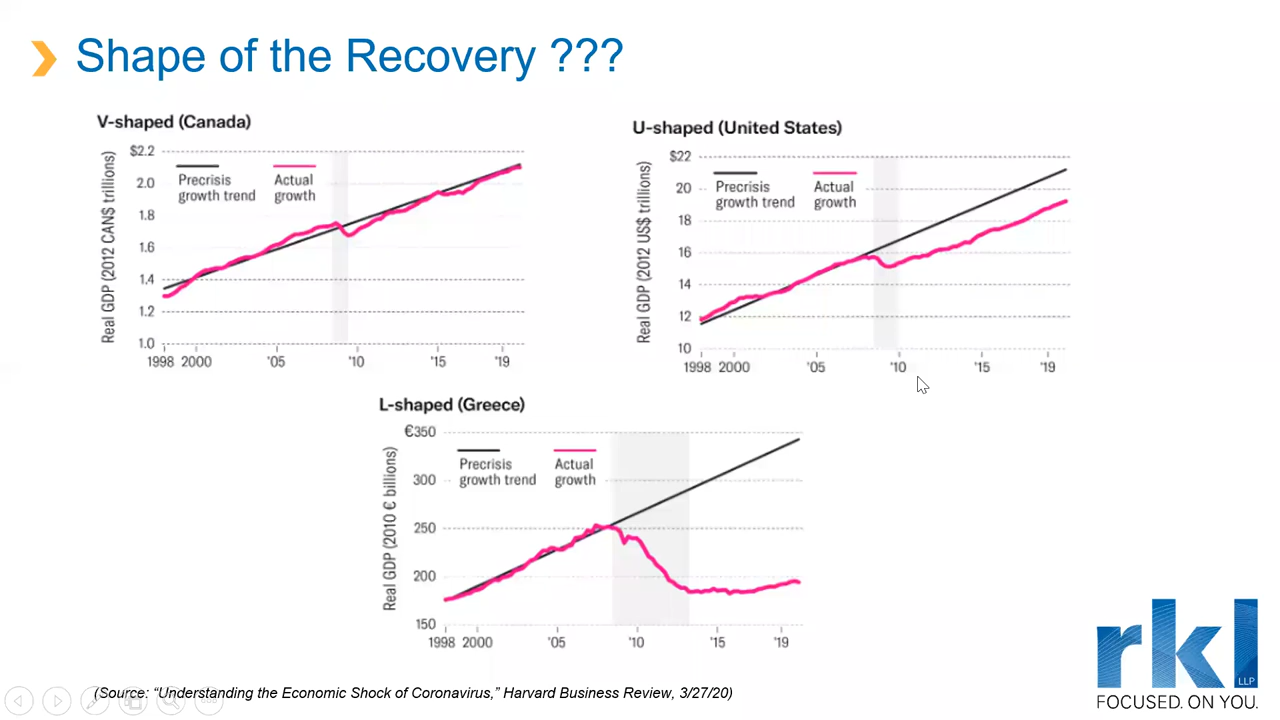 Shape of the Recovery ???
V-shaped (Canada)
Real GDP (2012 CAN$ trillions)
$2.2
2.0
1.8
1.6
1.4
1.2
1.0
Precrisis
growth trend
Actual
growth
1998 2000 '05 '10 '15 '19
U-shaped (United States)
Real GDP (2012 US$ trillions)
$22
20
18
16
14
12
10
Precrisis
growth trend
Actual
growth
1998 2000 '05 '10 '15 '19
L-shaped (Greece)
Real GDP (2010 € billions)
€350
300
250
200
150
Precrisis
growth trend
Actual
growth
1998 2000 '05 '10 '15 '19
(Source: “Understanding the Economic Shock of Coronavirus,” Harvard Business Review, 3/27/20)
rkl
LLP
FOCUSED. ON YOU.